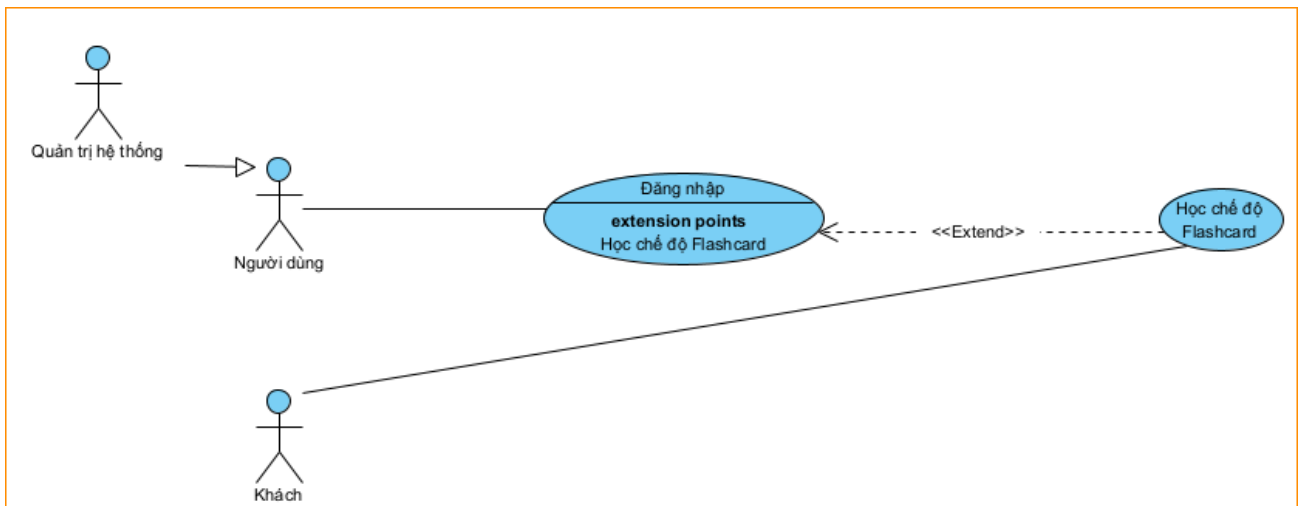 Quản trị hệ thống
Người dùng
Đăng nhập
extension points
Học chế độ Flashcard
<<Extend>>
Học chế độ
Flashcard
Khách